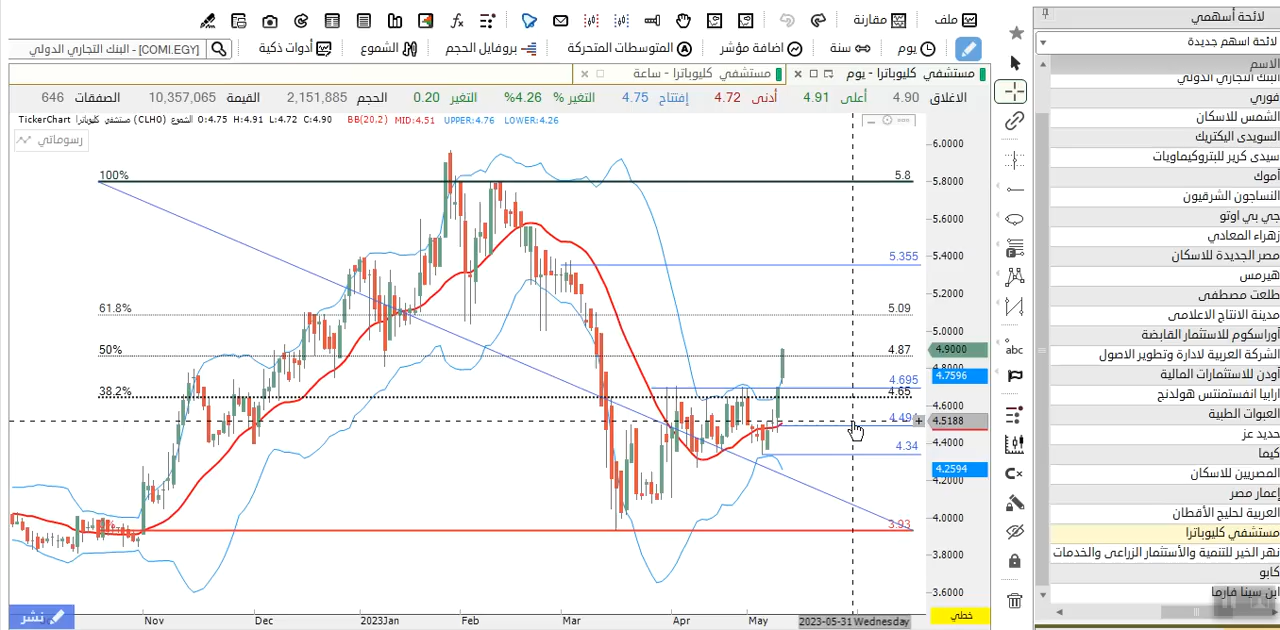 ملف
مقارنة
لائحة أسهمي
يوم
سنة
اضافة مؤشر
المتوسطات المتحركة
بروفايل الحجم
الشموع
أدوات ذكية
[COMI.EGY] - البنك التجاري الدولي
لائحة اسهم جديدة
مستشفي كليوباترا - يوم
مستشفي كليوباترا - ساعة
الاسم
الاغلاق 4.90 أعلى 4.91 أدنى 4.72 إفتتاح 4.75 التغير % 4.26% التغير 0.20 الحجم 2,151,885 القيمة 10,357,065 الصفقات 646
TickerChart (CLHO) مستشفي كليوباترا الشموع O:4.75 H:4.91 L:4.72 C:4.90 BB(20.2) MID:4.51 UPPER:4.76 LOWER:4.26
رسوماتي
100% 5.8
5.355
61.8% 5.09
50% 4.87
4.695
38.2% 4.65
4.34
3.93
6.0000
5.8000
5.6000
5.4000
5.2000
5.0000
4.9000
4.7596
4.6000
4.5188
4.4000
4.2594
4.0000
3.8000
3.6000
Nov Dec 2023Jan Feb Mar Apr May 2023-05-31 Wednesday
خطي
نشر
abc
البنك التجاري الدولي
فوري
الشمس للاسكان
السويدى اليكتريك
سيدى كرير للبتروكيماويات
أموك
النساجون الشرقيون
جي بي اوتو
زهراء المعادي
مصر الجديدة للاسكان
هيرمس
طلعت مصطفى
مدينة الانتاج الاعلامى
أوراسكوم للاستثمار القابضة
الشركة العربية لادارة وتطوير الاصول
أودن للاستثمارات المالية
ارابيا انفستمنتس هولدنج
العبوات الطبية
حديد عز
كيما
المصريين للاسكان
إعمار مصر
العربية لحليج الأقطان
مستشفي كليوباترا
نهر الخير للتنمية والأستثمار الزراعى والخدمات
كابو
ابن سينا فارما